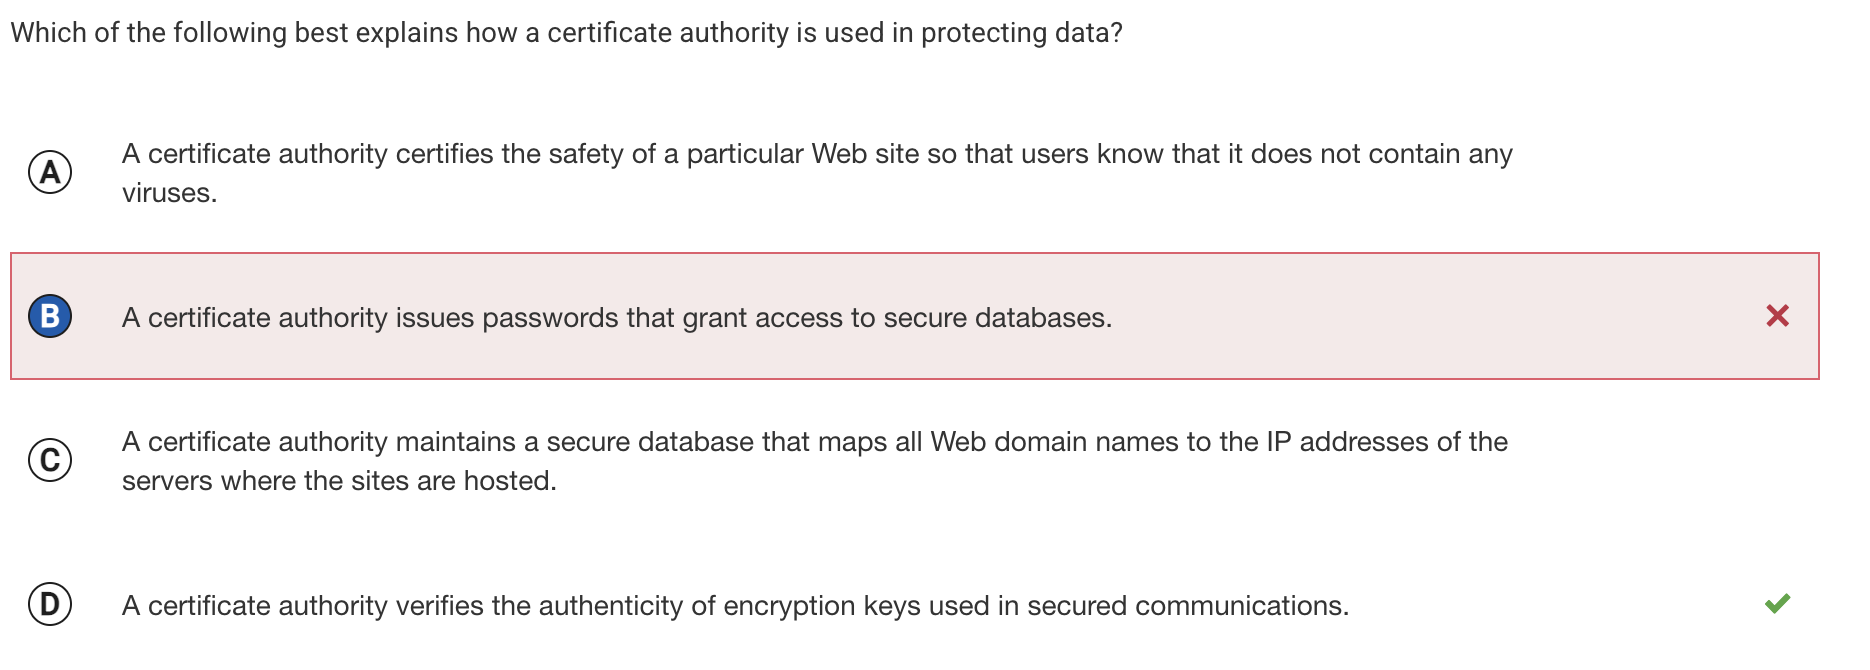 Which of the following best explains how a certificate authority is used in protecting data?
A
A certificate authority certifies the safety of a particular Web site so that users know that it does not contain any
viruses.
B
A certificate authority issues passwords that grant access to secure databases.
C
A certificate authority maintains a secure database that maps all Web domain names to the IP addresses of the
servers where the sites are hosted.
D
A certificate authority verifies the authenticity of encryption keys used in secured communications.